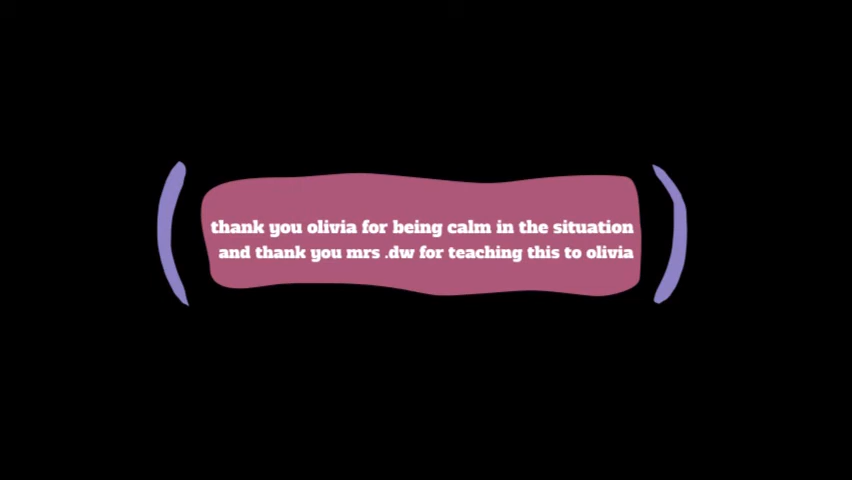 thank you olivia for being calm in the situation
and thank you mrs .dw for teaching this to olivia